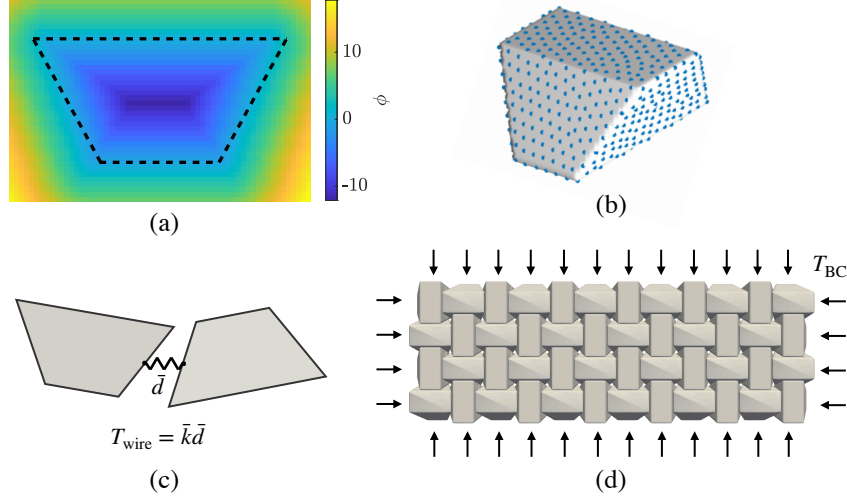 10
0
-10
ϕ
(a)
(b)
d̄
T_wire = k̄d̄
(c)
T_BC
(d)